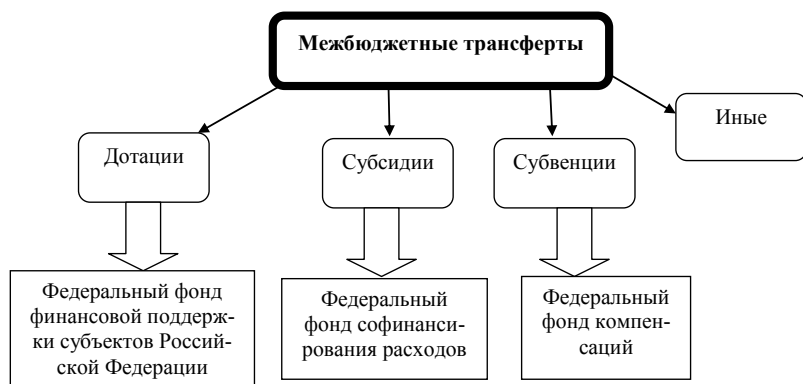 Межбюджетные трансферты
Иные
Дотации
Субсидии
Субвенции
Федеральный фонд
финансовой поддерж-
ки субъектов Россий-
ской Федерации
Федеральный
фонд софинанси-
рования расходов
Федеральный
фонд компен-
саций